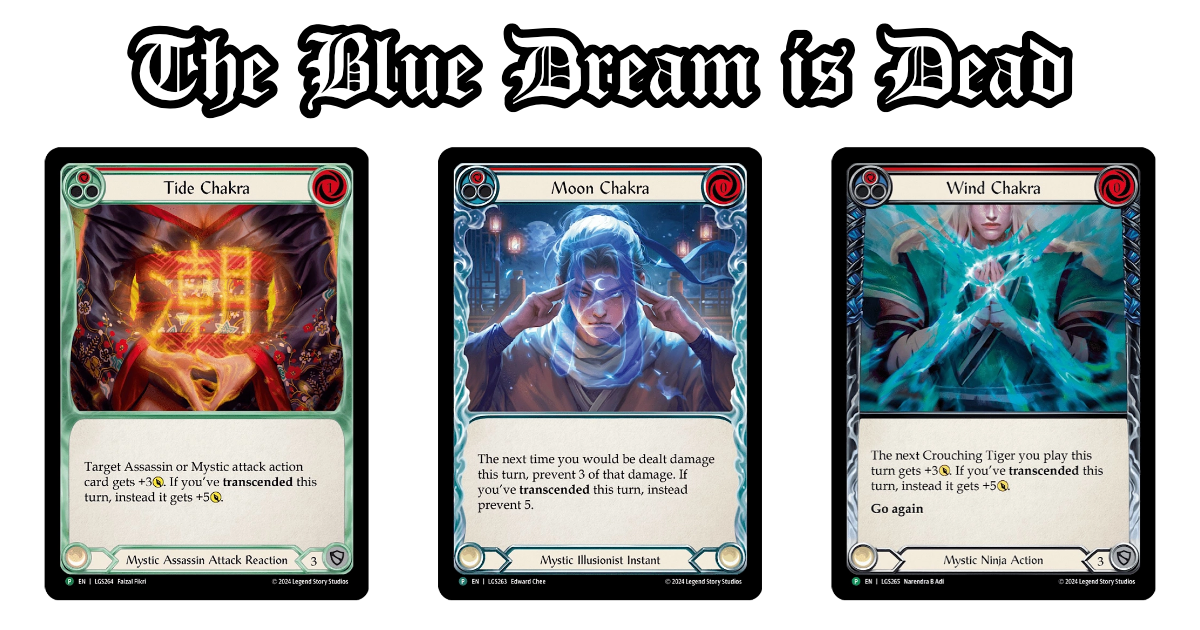 The Blue Dream is Dead
Tide Chakra
1
潮
Target Assassin or Mystic attack action
card gets +3. If you've transcended this
turn, instead it gets +5.
Mystic Assassin Attack Reaction
3
P EN | LGS264 Faizal Fikri
© 2024 Legend Story Studios
Moon Chakra
0
The next time you would be dealt damage
this turn, prevent 3 of that damage. If
you've transcended this turn, instead
prevent 5.
Mystic Illusionist Instant
P EN | LGS263 Edward Chee
© 2024 Legend Story Studios
Wind Chakra
0
The next Crouching Tiger you play this
turn gets +3. If you've transcended this
turn, instead it gets +5.
Go again
Mystic Ninja Action
3
P EN | LGS265 Narendra B Adi
© 2024 Legend Story Studios